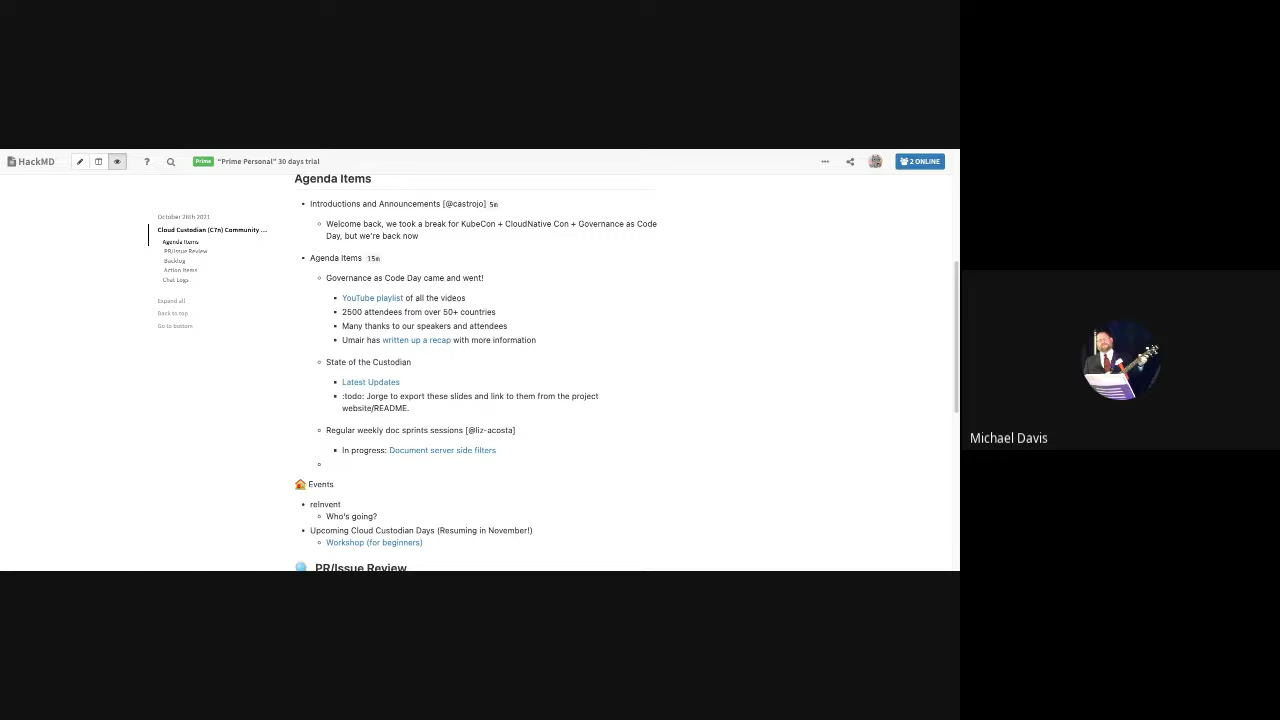 HackMD
?
Prime "Prime Personal" 30 days trial
2 ONLINE
October 26th 2021
Cloud Custodian (C7n) Community ...
Agenda Items
PR/Issue Review
Backlog
Action Items
Chat Logs
Expand all
Back to top
Go to bottom
Agenda Items
Introductions and Announcements [@castrojo] 5m
Welcome back, we took a break for KubeCon + CloudNative Con + Governance as Code
Day, but we're back now
Agenda Items 15m
Governance as Code Day came and went!
YouTube playlist of all the videos
2500 attendees from over 50+ countries
Many thanks to our speakers and attendees
Umair has written up a recap with more information
State of the Custodian
Latest Updates
:todo: Jorge to export these slides and link to them from the project
website/README.
Regular weekly doc sprints sessions [@liz-acosta]
In progress: Document server side filters
Events
reInvent
Who's going?
Upcoming Cloud Custodian Days (Resuming in November!)
Workshop (for beginners)
PR/Issue Review
Michael Davis